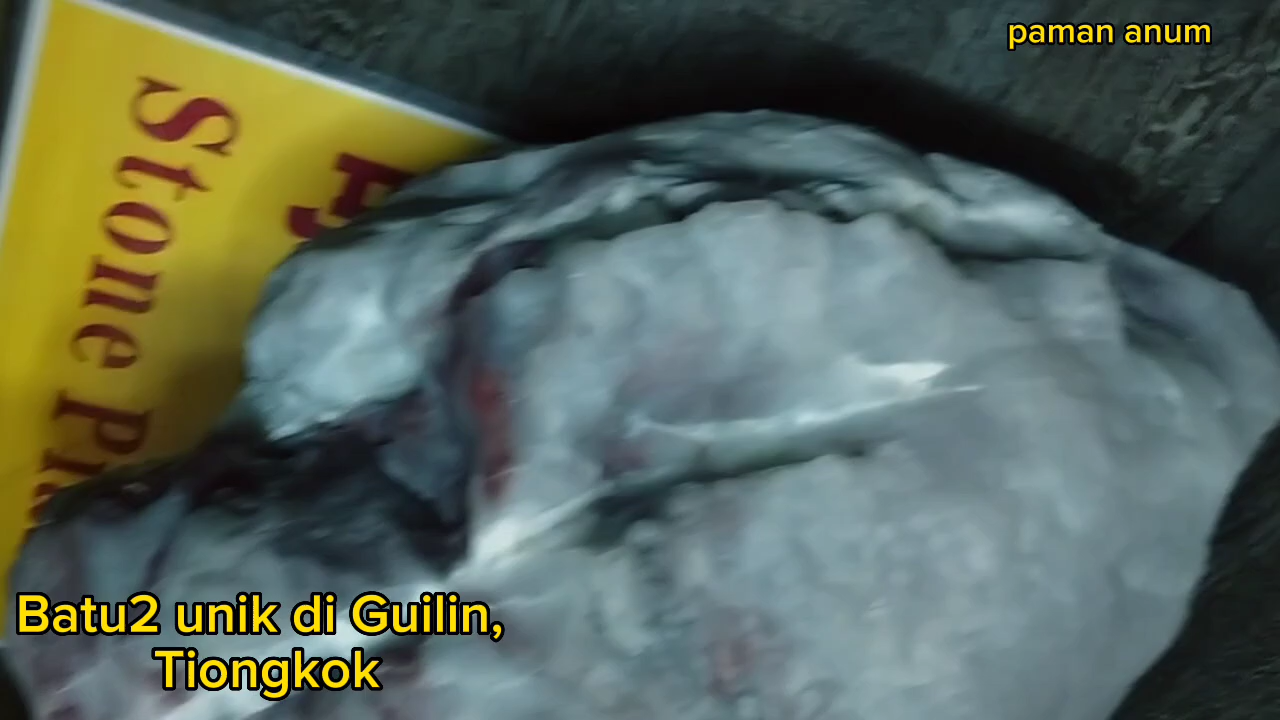 paman anum
Stone
Batu2 unik di Guilin,
Tiongkok